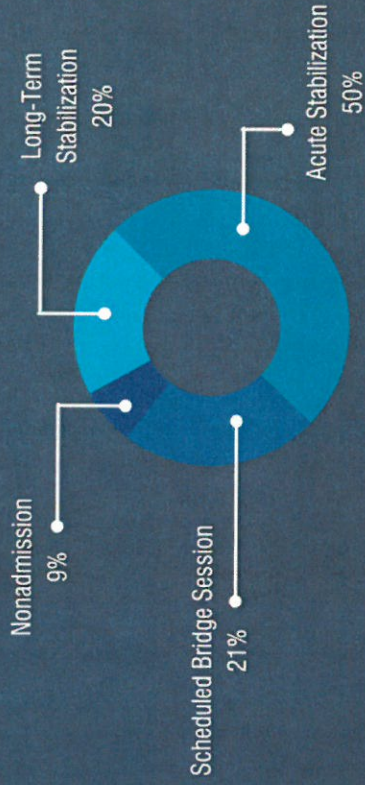 Nonadmission
9%
Long-Term
Stabilization
20%
Scheduled Bridge Session
21%
Acute Stabilization
50%